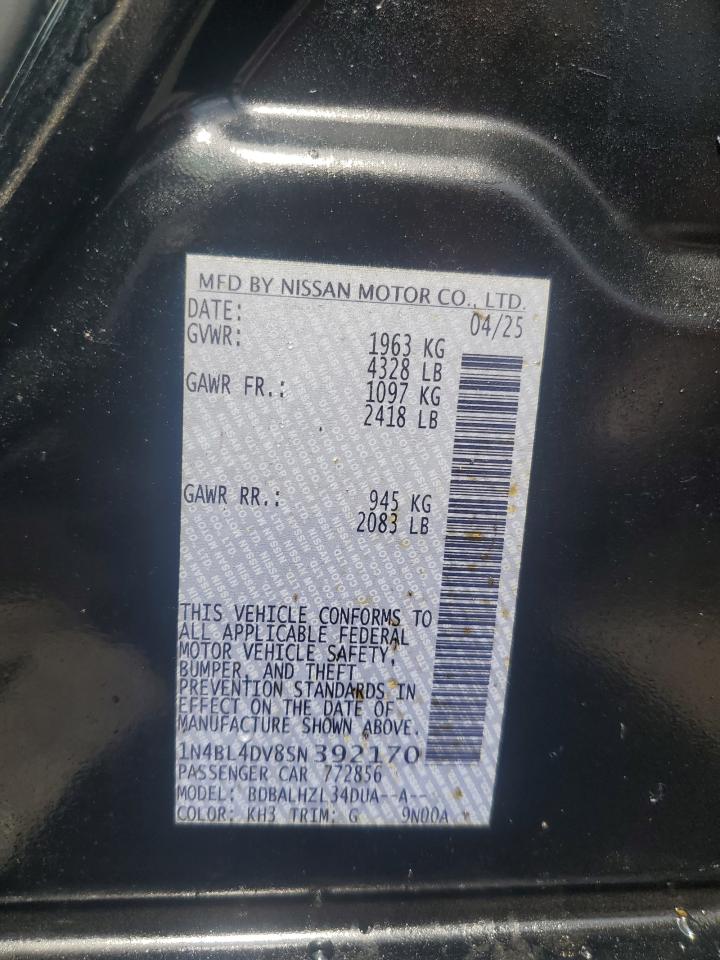 MFD BY NISSAN MOTOR CO., LTD.
DATE: 04/25
GVWR: 1963 KG
4328 LB
GAWR FR.: 1097 KG
2418 LB
GAWR RR.: 945 KG
2083 LB
THIS VEHICLE CONFORMS TO
ALL APPLICABLE FEDERAL
MOTOR VEHICLE SAFETY,
BUMPER, AND THEFT
PREVENTION STANDARDS IN
EFFECT ON THE DATE OF
MANUFACTURE SHOWN ABOVE.
1N4BL4DV8SN392170
PASSENGER CAR 772856
MODEL: BDBALHZL34DUA--A--
COLOR: KH3 TRIM: G 9N00A